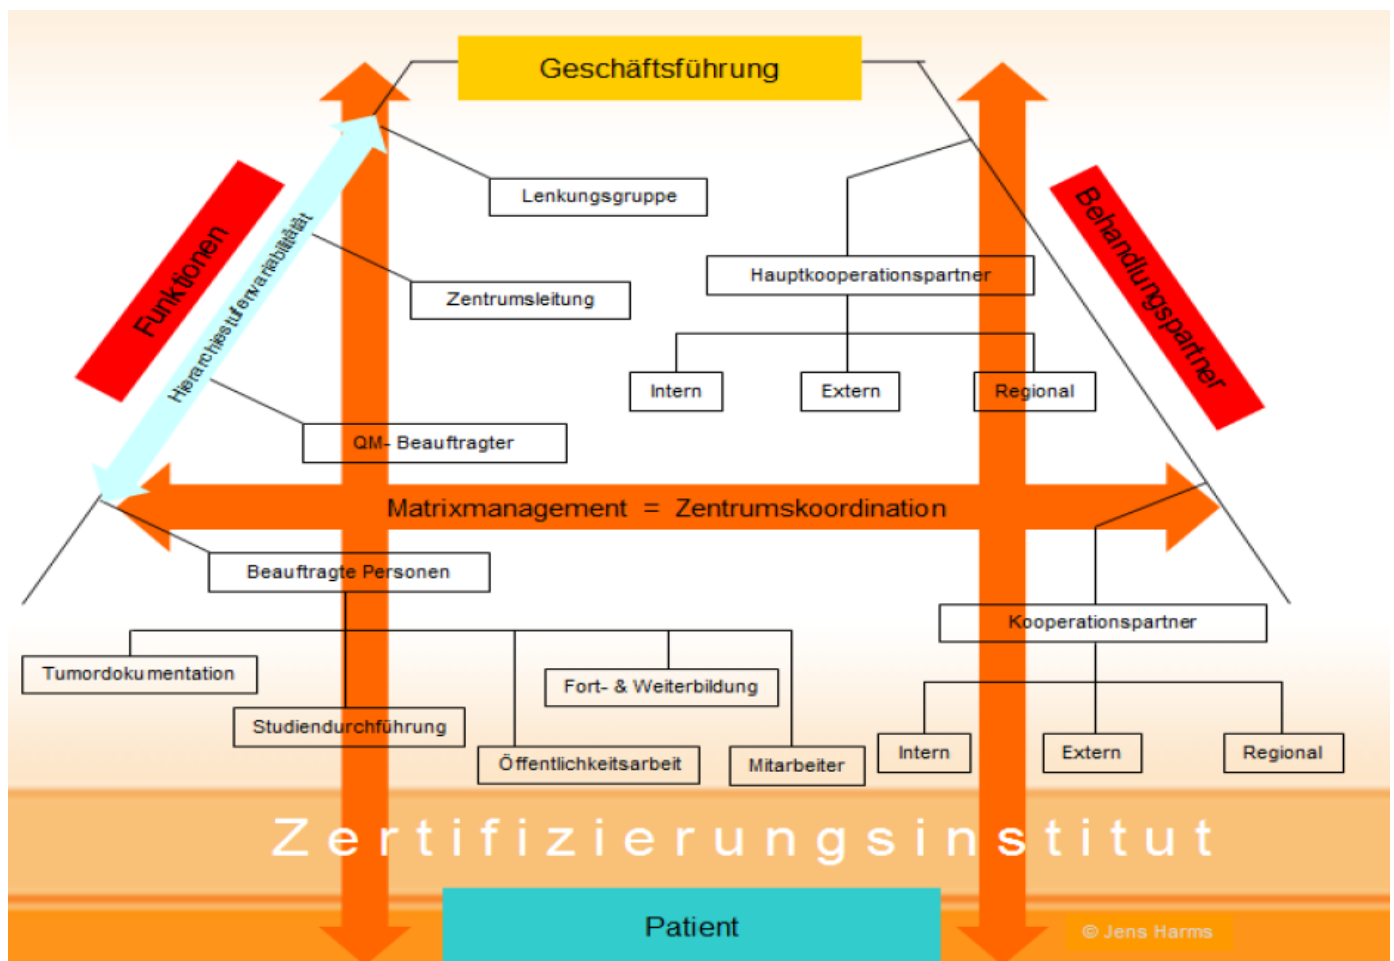 Geschäftsführung
Funktionen
Hierarchiestufenvariabilität
Lenkungsgruppe
Zentrumsleitung
QM- Beauftragter
Behandlungspartner
Hauptkooperationspartner
Intern
Extern
Regional
Matrixmanagement = Zentrumskoordination
Beauftragte Personen
Tumordokumentation
Studiendurchführung
Öffentlichkeitsarbeit
Fort- & Weiterbildung
Mitarbeiter
Kooperationspartner
Intern
Extern
Regional
Zertifizierungsinstitut
Patient
© Jens Harms